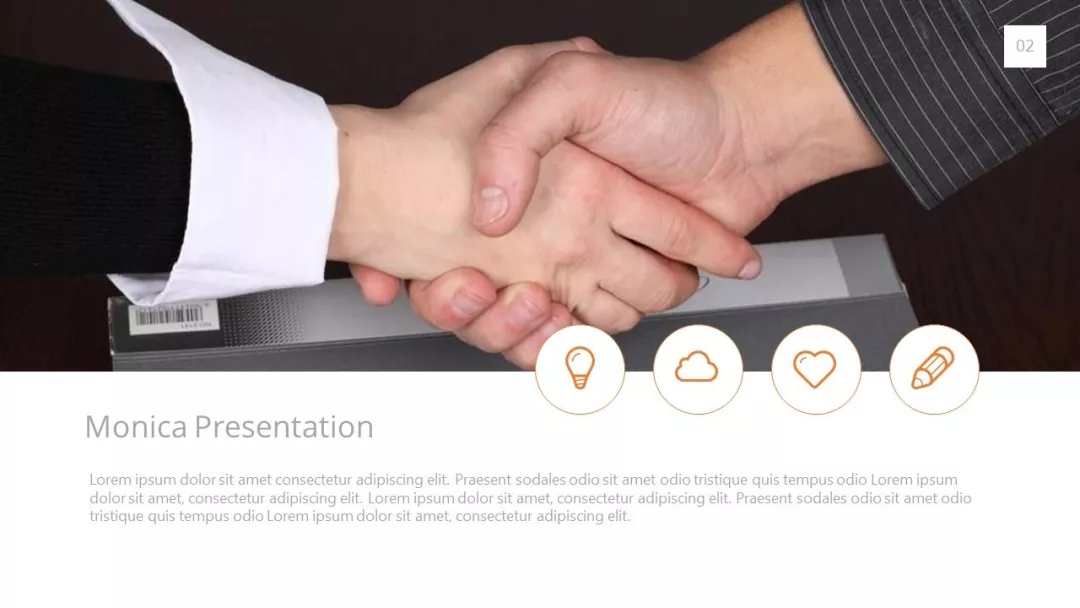 02
Monica Presentation
Lorem ipsum dolor sit amet consectetur adipiscing elit. Praesent sodales odio sit amet odio tristique quis tempus odio Lorem ipsum
dolor sit amet, consectetur adipiscing elit. Lorem ipsum dolor sit amet, consectetur adipiscing elit. Praesent sodales odio sit amet odio
tristique quis tempus odio Lorem ipsum dolor sit amet, consectetur adipiscing elit.